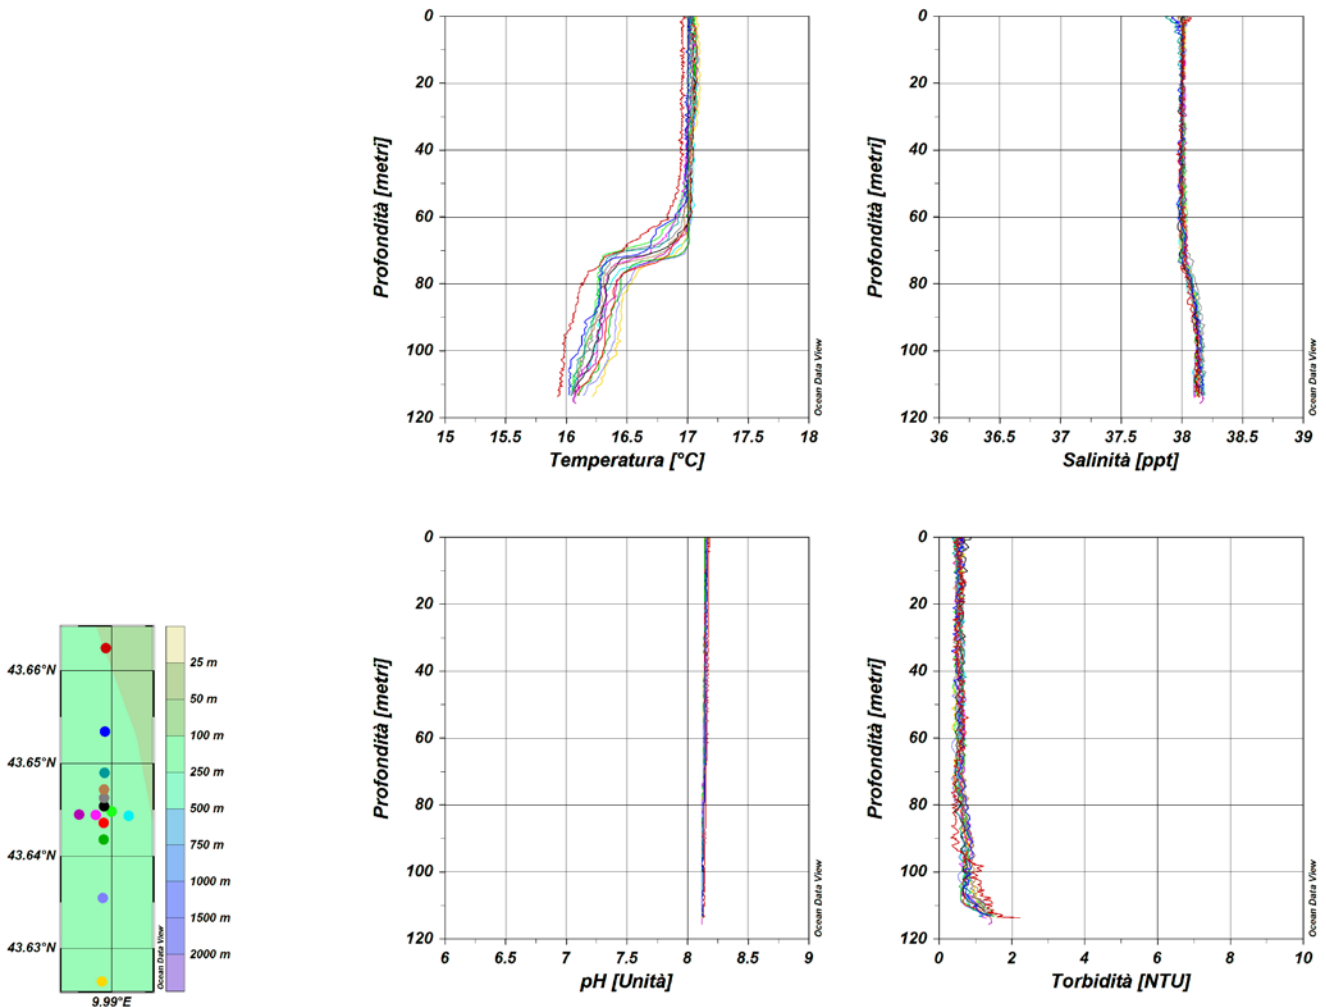 0
20
40
60
80
100
120
Profondità [metri]
15 15.5 16 16.5 17 17.5 18
Temperatura [°C]
Ocean Data View
0
20
40
60
80
100
120
Profondità [metri]
36 36.5 37 37.5 38 38.5 39
Salinità [ppt]
Ocean Data View
43.66°N
43.65°N
43.64°N
43.63°N
9.99°E
Ocean Data View
25 m
50 m
100 m
250 m
500 m
750 m
1000 m
1500 m
2000 m
0
20
40
60
80
100
120
Profondità [metri]
6 6.5 7 7.5 8 8.5 9
pH [Unità]
Ocean Data View
0
20
40
60
80
100
120
Profondità [metri]
0 2 4 6 8 10
Torbidità [NTU]
Ocean Data View